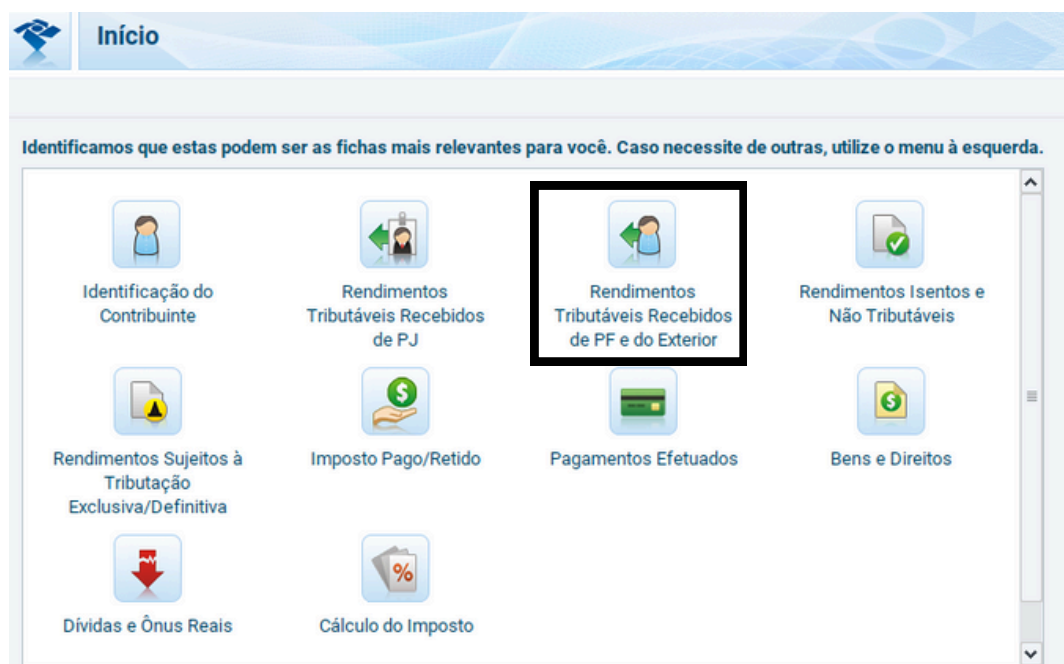 Início
Identificamos que estas podem ser as fichas mais relevantes para você. Caso necessite de outras, utilize o menu à esquerda.
Identificação do
Contribuinte
Rendimentos
Tributáveis Recebidos
de PJ
Rendimentos
Tributáveis Recebidos
de PF e do Exterior
Rendimentos Isentos e
Não Tributáveis
Rendimentos Sujeitos à
Tributação
Exclusiva/Definitiva
Imposto Pago/Retido
Pagamentos Efetuados
Bens e Direitos
Dívidas e Ônus Reais
Cálculo do Imposto